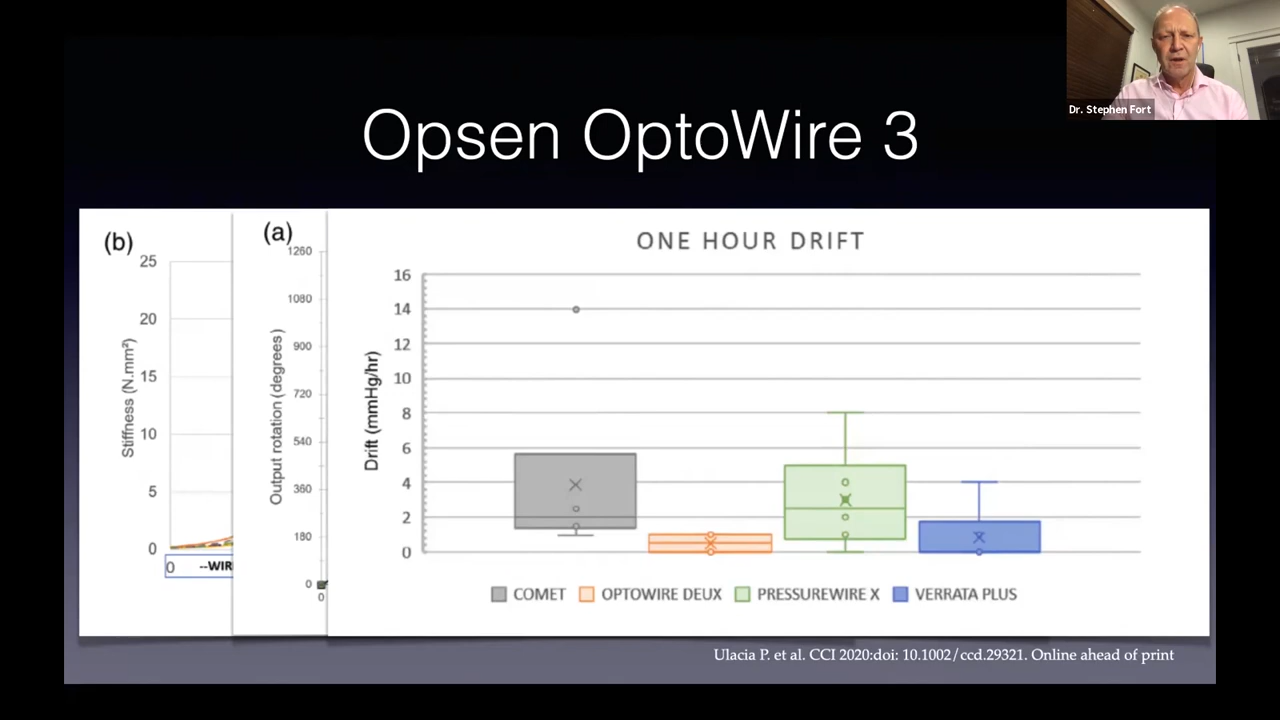 Dr. Stephen Fort
Opsen OptoWire 3
(b)
25
20
15
10
5
0
Stiffness (N.mm²)
0 --WIR
(a)
1260
1080
900
720
540
360
180
0
0
Output rotation (degrees)
ONE HOUR DRIFT
16
14
12
10
8
6
4
2
0
Drift (mmHg/hr)
COMET OPTOWIRE DEUX PRESSUREWIRE X VERRATA PLUS
Ulacia P. et al. CCI 2020:doi: 10.1002/ccd.29321. Online ahead of print